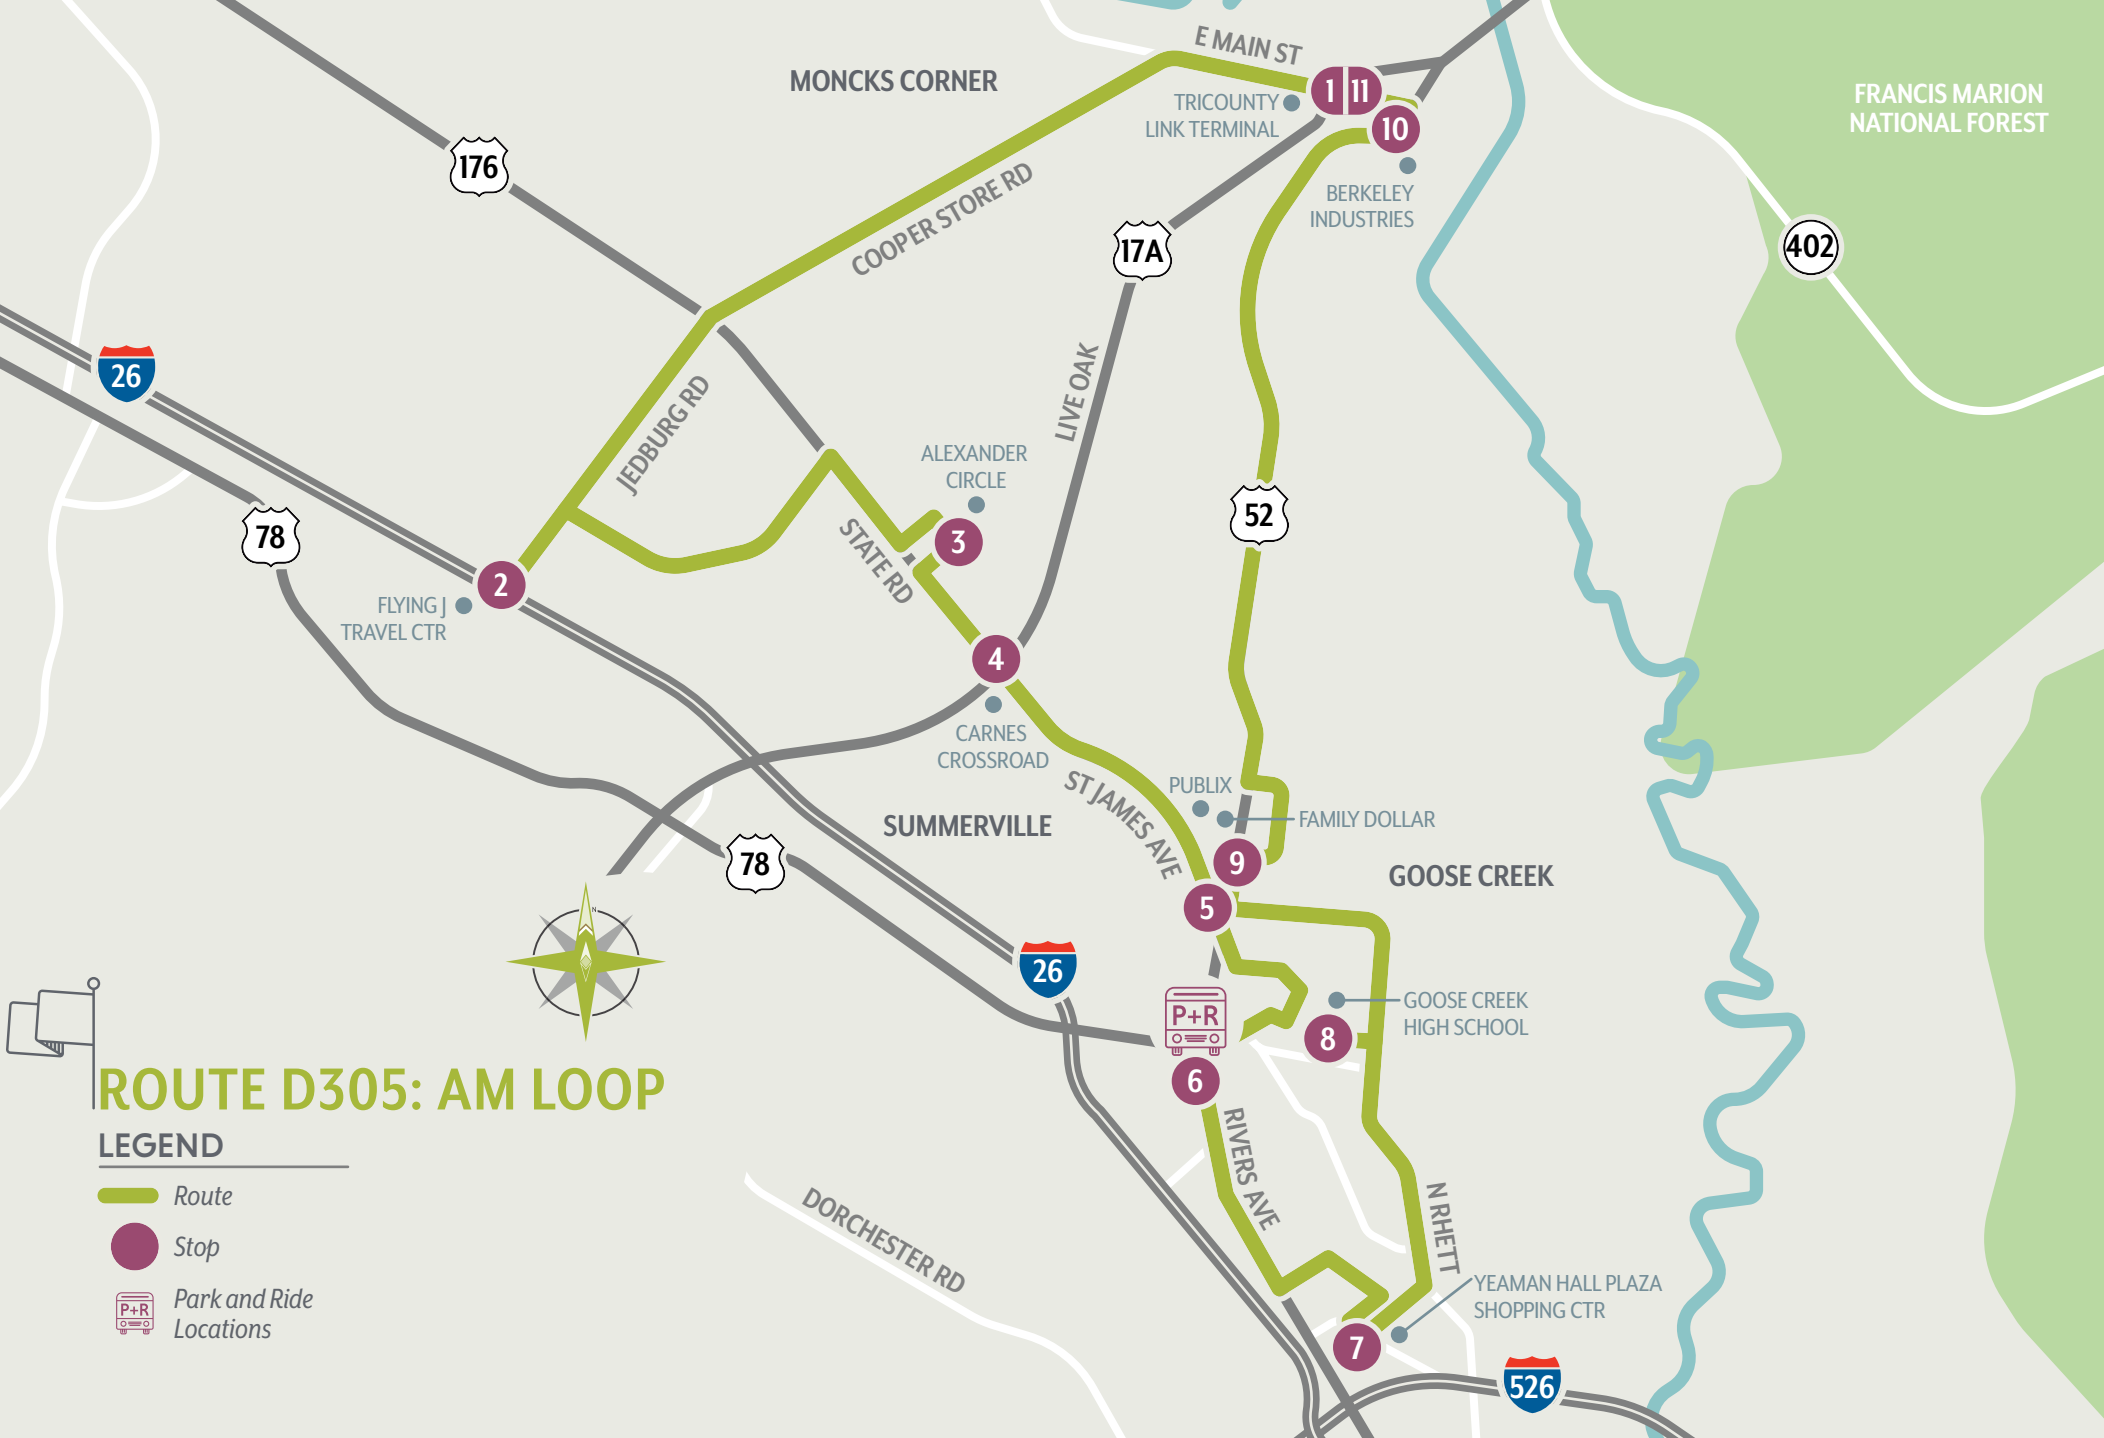 E MAIN ST
MONCKS CORNER
1
11
TRICOUNTY
LINK TERMINAL
10
FRANCIS MARION
NATIONAL FOREST
176
BERKELEY
INDUSTRIES
COOPER STORE RD
17A
402
26
JEDBURG RD
LIVE OAK
ALEXANDER
CIRCLE
78
52
3
STATE RD
2
FLYING J
TRAVEL CTR
4
CARNES
CROSSROAD
ST JAMES AVE
PUBLIX
FAMILY DOLLAR
SUMMERVILLE
78
9
GOOSE CREEK
5
N
26
P+R
GOOSE CREEK
HIGH SCHOOL
8
6
ROUTE D305: AM LOOP
LEGEND
Route
Stop
P+R
Park and Ride
Locations
RIVERS AVE
N RHETT
DORCHESTER RD
YEAMAN HALL PLAZA
SHOPPING CTR
7
526